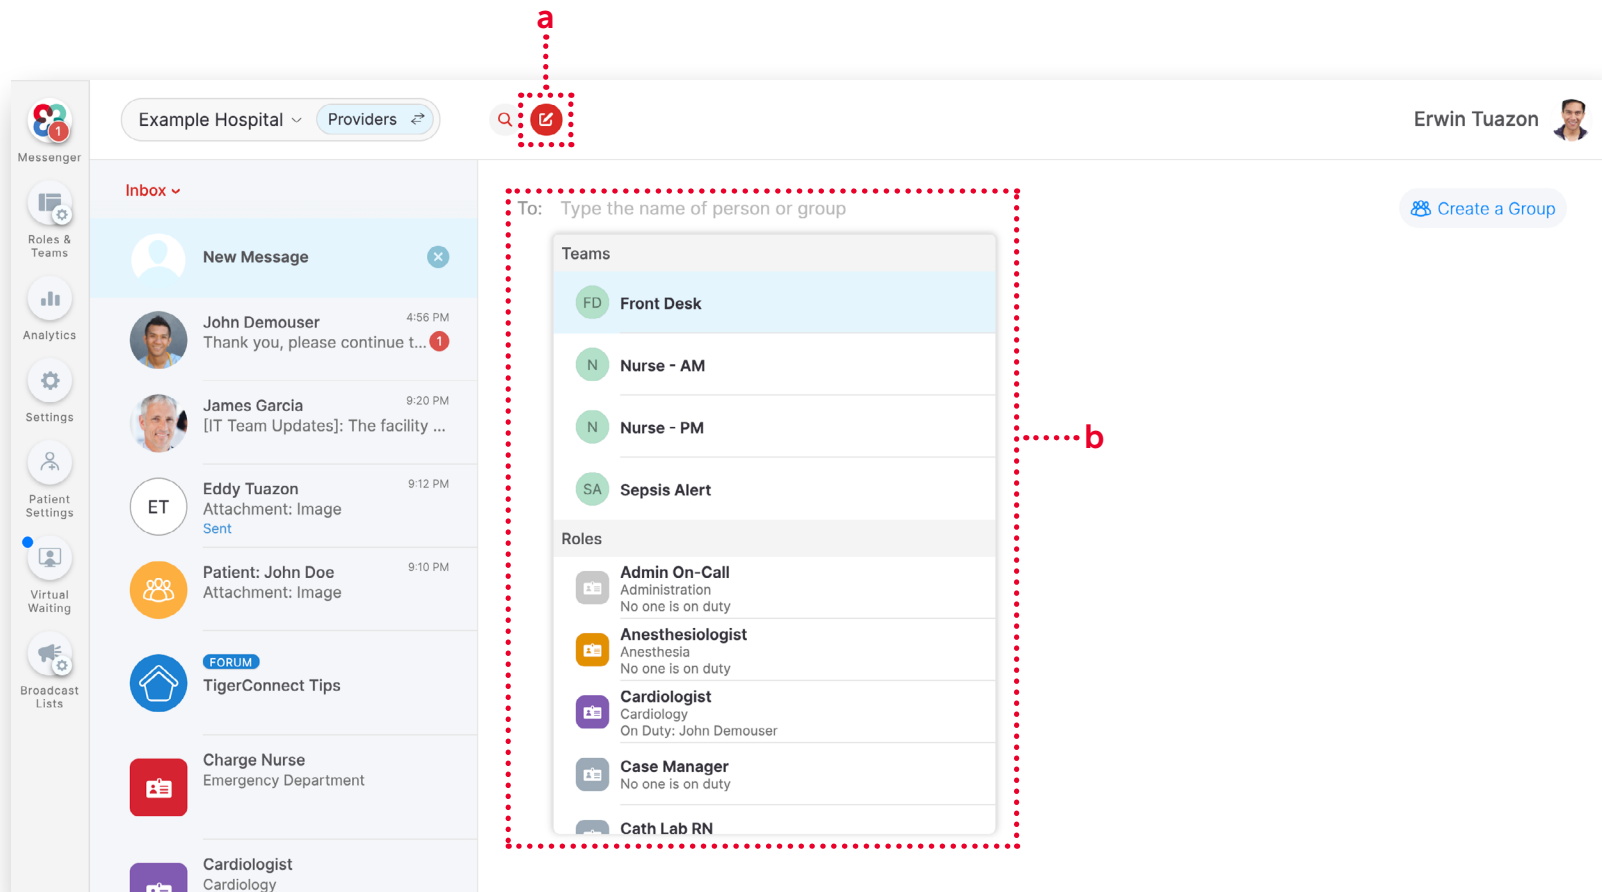 a
Example Hospital
Providers
Erwin Tuazon
1
Messenger
Roles &
Teams
Analytics
Settings
Patient
Settings
Virtual
Waiting
Broadcast
Lists
Inbox
New Message
John Demouser
4:56 PM
Thank you, please continue t...
1
James Garcia
9:20 PM
[IT Team Updates]: The facility ...
ET
Eddy Tuazon
9:12 PM
Attachment: Image
Sent
Patient: John Doe
9:10 PM
Attachment: Image
FORUM
TigerConnect Tips
Charge Nurse
Emergency Department
Cardiologist
Cardiology
To: Type the name of person or group
Create a Group
Teams
FD Front Desk
N Nurse - AM
N Nurse - PM
SA Sepsis Alert
Roles
Admin On-Call
Administration
No one is on duty
Anesthesiologist
Anesthesia
No one is on duty
Cardiologist
Cardiology
On Duty: John Demouser
Case Manager
No one is on duty
Cath Lab RN
b